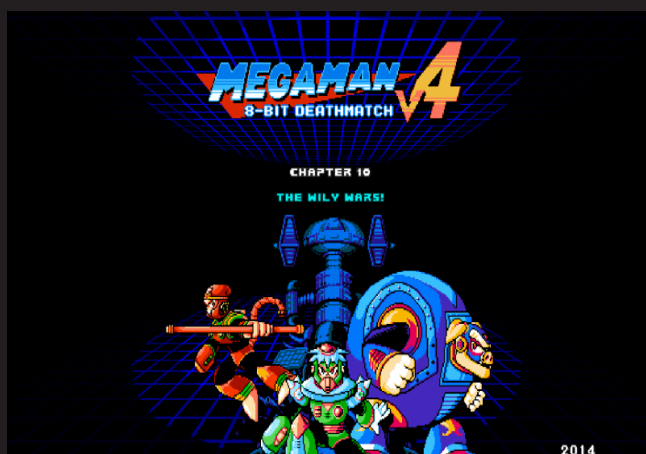 MEGAMAN
8-BIT DEATHMATCH
V4
CHAPTER 10
THE WILY WARS!
2014